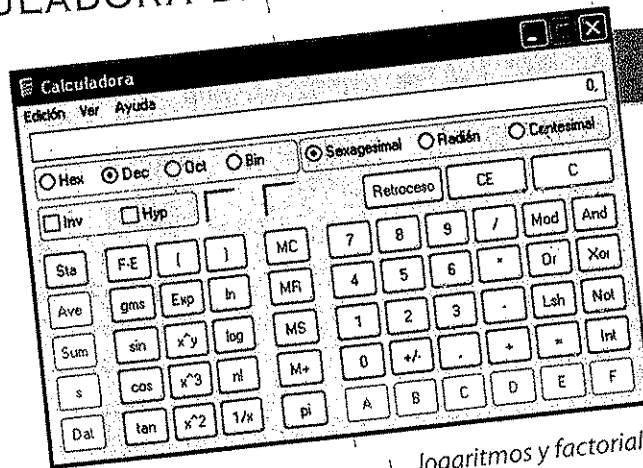 Calculadora
Edición Ver Ayuda
0,
Hex Dec Oct Bin Sexagesimal Radián Centesimal
Inv Hyp Retroceso CE C
Sta F-E ( ) MC 7 8 9 / Mod And
Ave gms Exp ln MR 4 5 6 * Or Xor
Sum sin x^y log MS 1 2 3 - Lsh Not
s cos x^3 n! M+ 0 +/- , + = Int
Dat tan x^2 1/x pi A B C D E F
logaritmos y factorial